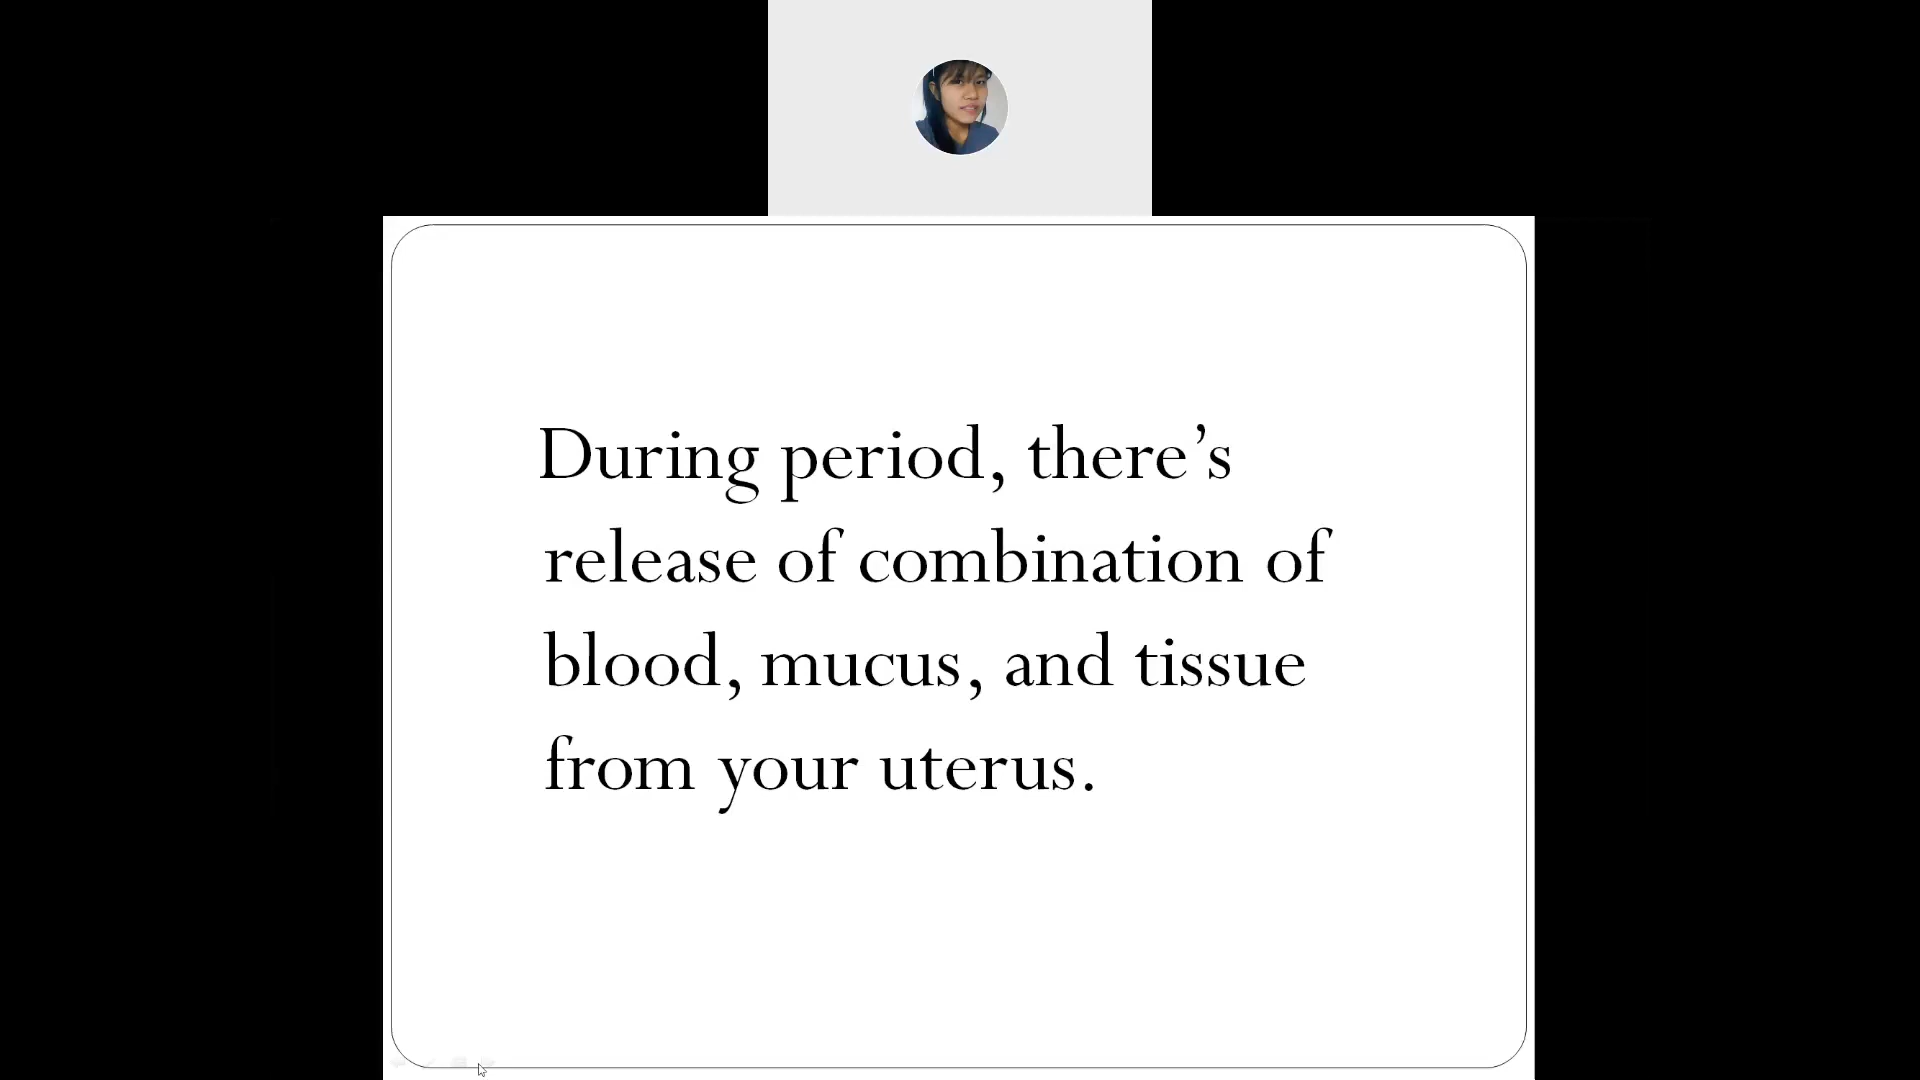 During period, there’s
release of combination of
blood, mucus, and tissue
from your uterus.